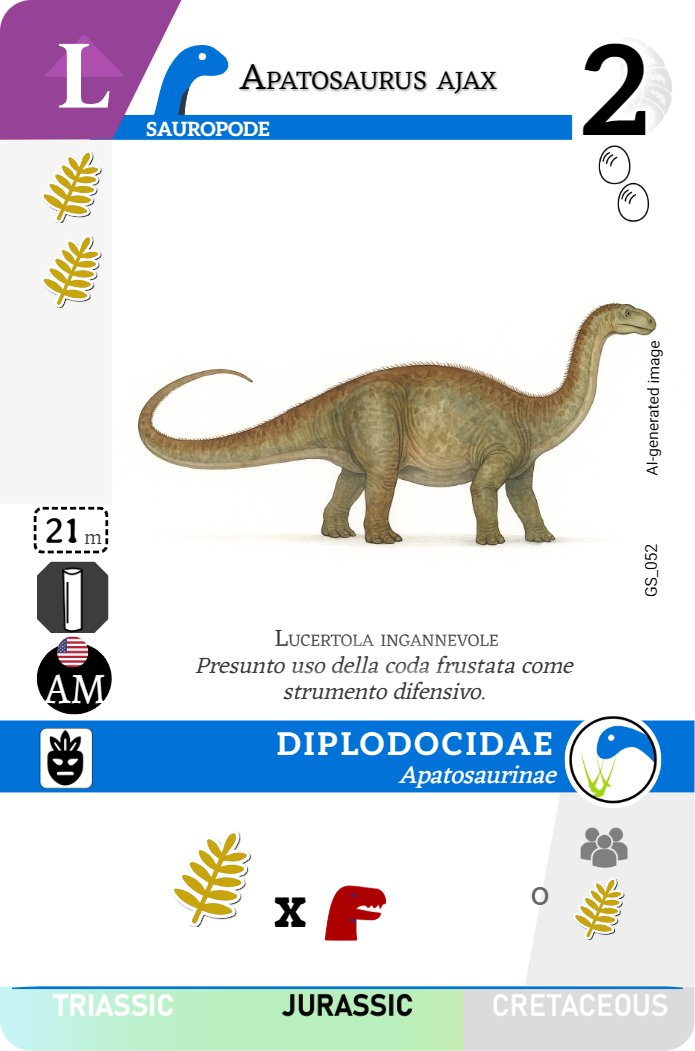 L
APATOSAURUS AJAX
2
SAUROPODE
AI-generated image
21 m
GS_052
AM
LUCERTOLA INGANNEVOLE
Presunto uso della coda frustata come
strumento difensivo.
DIPLODOCIDAE
Apatosaurinae
x
o
TRIASSIC
JURASSIC
CRETACEOUS